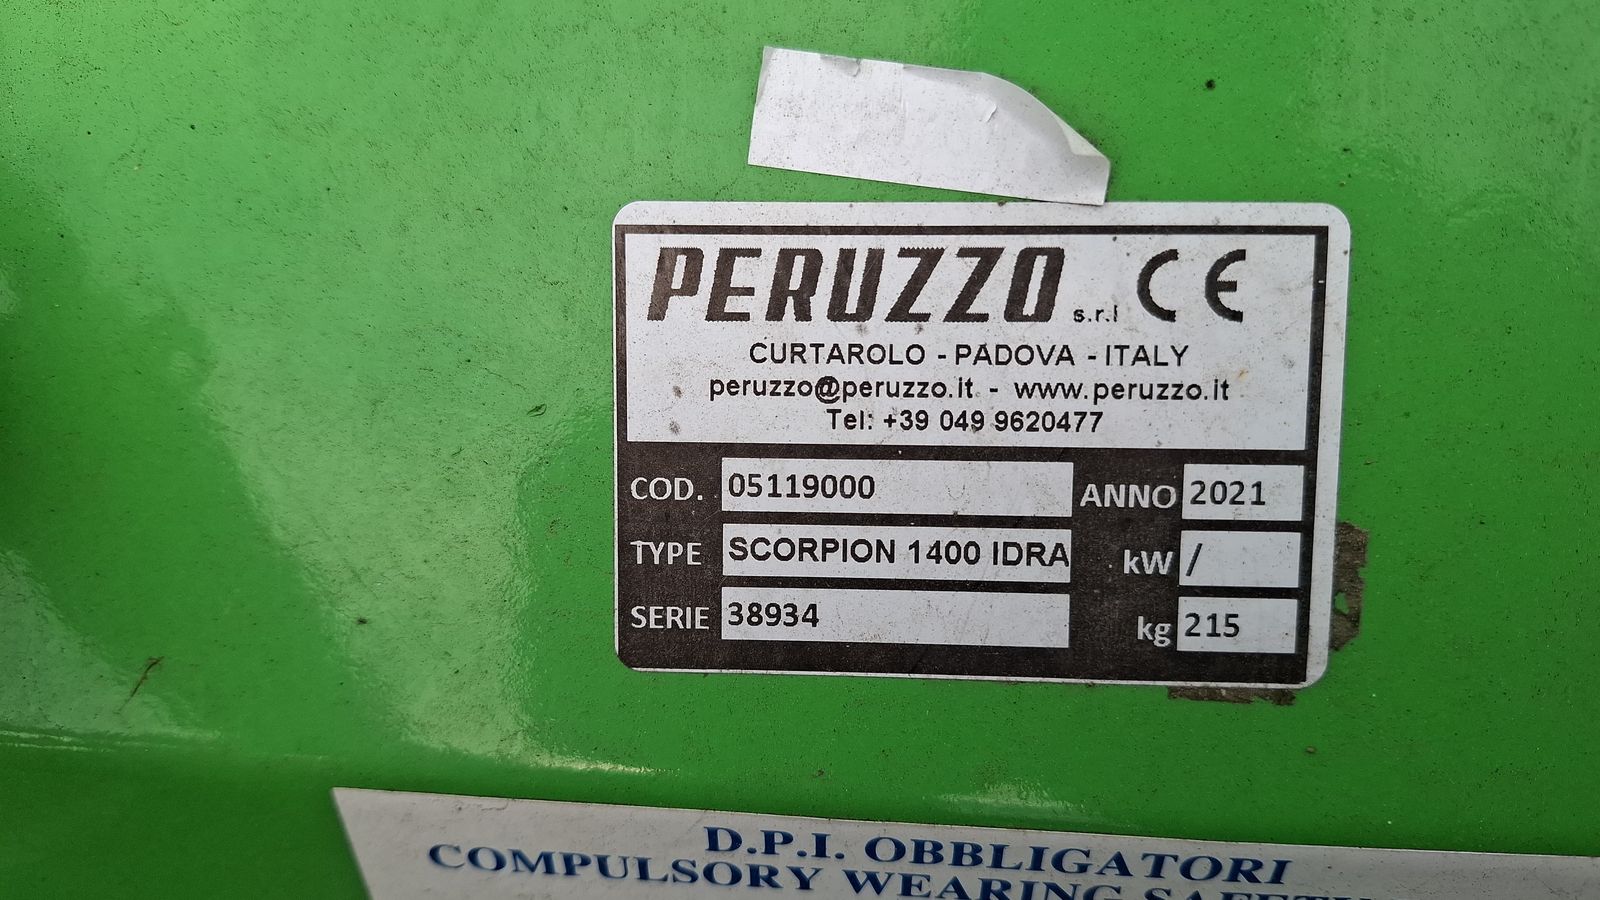 PERUZZO s.r.l CE
CURTAROLO - PADOVA - ITALY
peruzzo@peruzzo.it - www.peruzzo.it
Tel: +39 049 9620477
COD. 05119000 ANNO 2021
TYPE SCORPION 1400 IDRA kW /
SERIE 38934 kg 215
D.P.I. OBBLIGATORI
COMPULSORY WEARING SAFETY